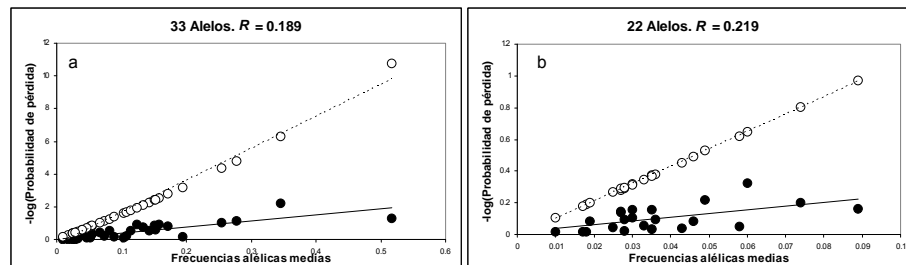 33 Alelos. R = 0.189
a
-log(Probabilidad de pérdida)
12
10
8
6
4
2
0
0 0.1 0.2 0.3 0.4 0.5 0.6
Frecuencias alélicas medias
22 Alelos. R = 0.219
b
-log(Probabilidad de pérdida)
1.2
1
0.8
0.6
0.4
0.2
0
0 0.01 0.02 0.03 0.04 0.05 0.06 0.07 0.08 0.09 0.1
Frecuencias alélicas medias